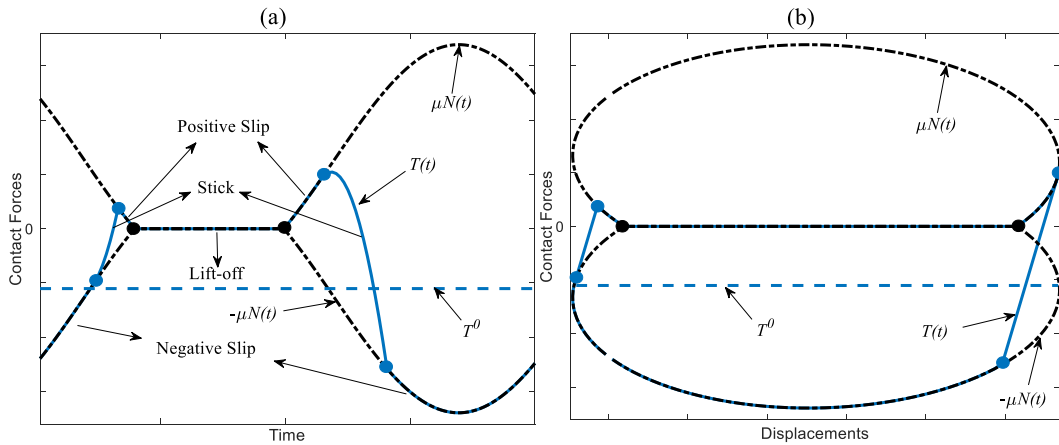 (a)
μN(t)
Positive Slip
T(t)
Stick
Contact Forces
0
Lift-off
-μN(t)
T⁰
Negative Slip
Time
(b)
μN(t)
Contact Forces
0
T⁰
T(t)
-μN(t)
Displacements